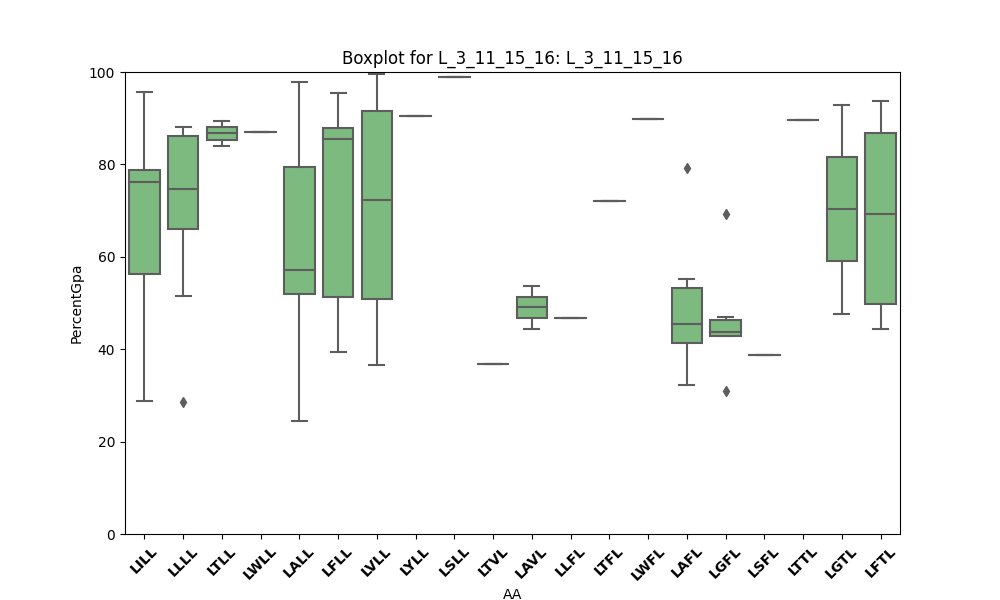 Boxplot for L_3_11_15_16: L_3_11_15_16
100
80
60
40
20
0
PercentGpa
LILL LLLL LTLL LWLL LALL LFLL LVLL LYLL LSLL LTVL LAVL LLFL LTFL LWFL LAFL LGFL LSFL LTTL LGTL LFTL
AA